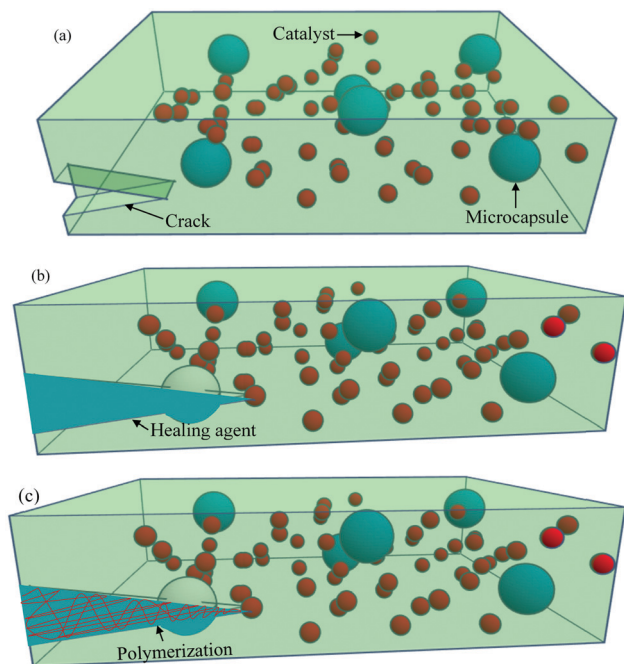 (a)
Catalyst
Crack
Microcapsule
(b)
Healing agent
(c)
Polymerization